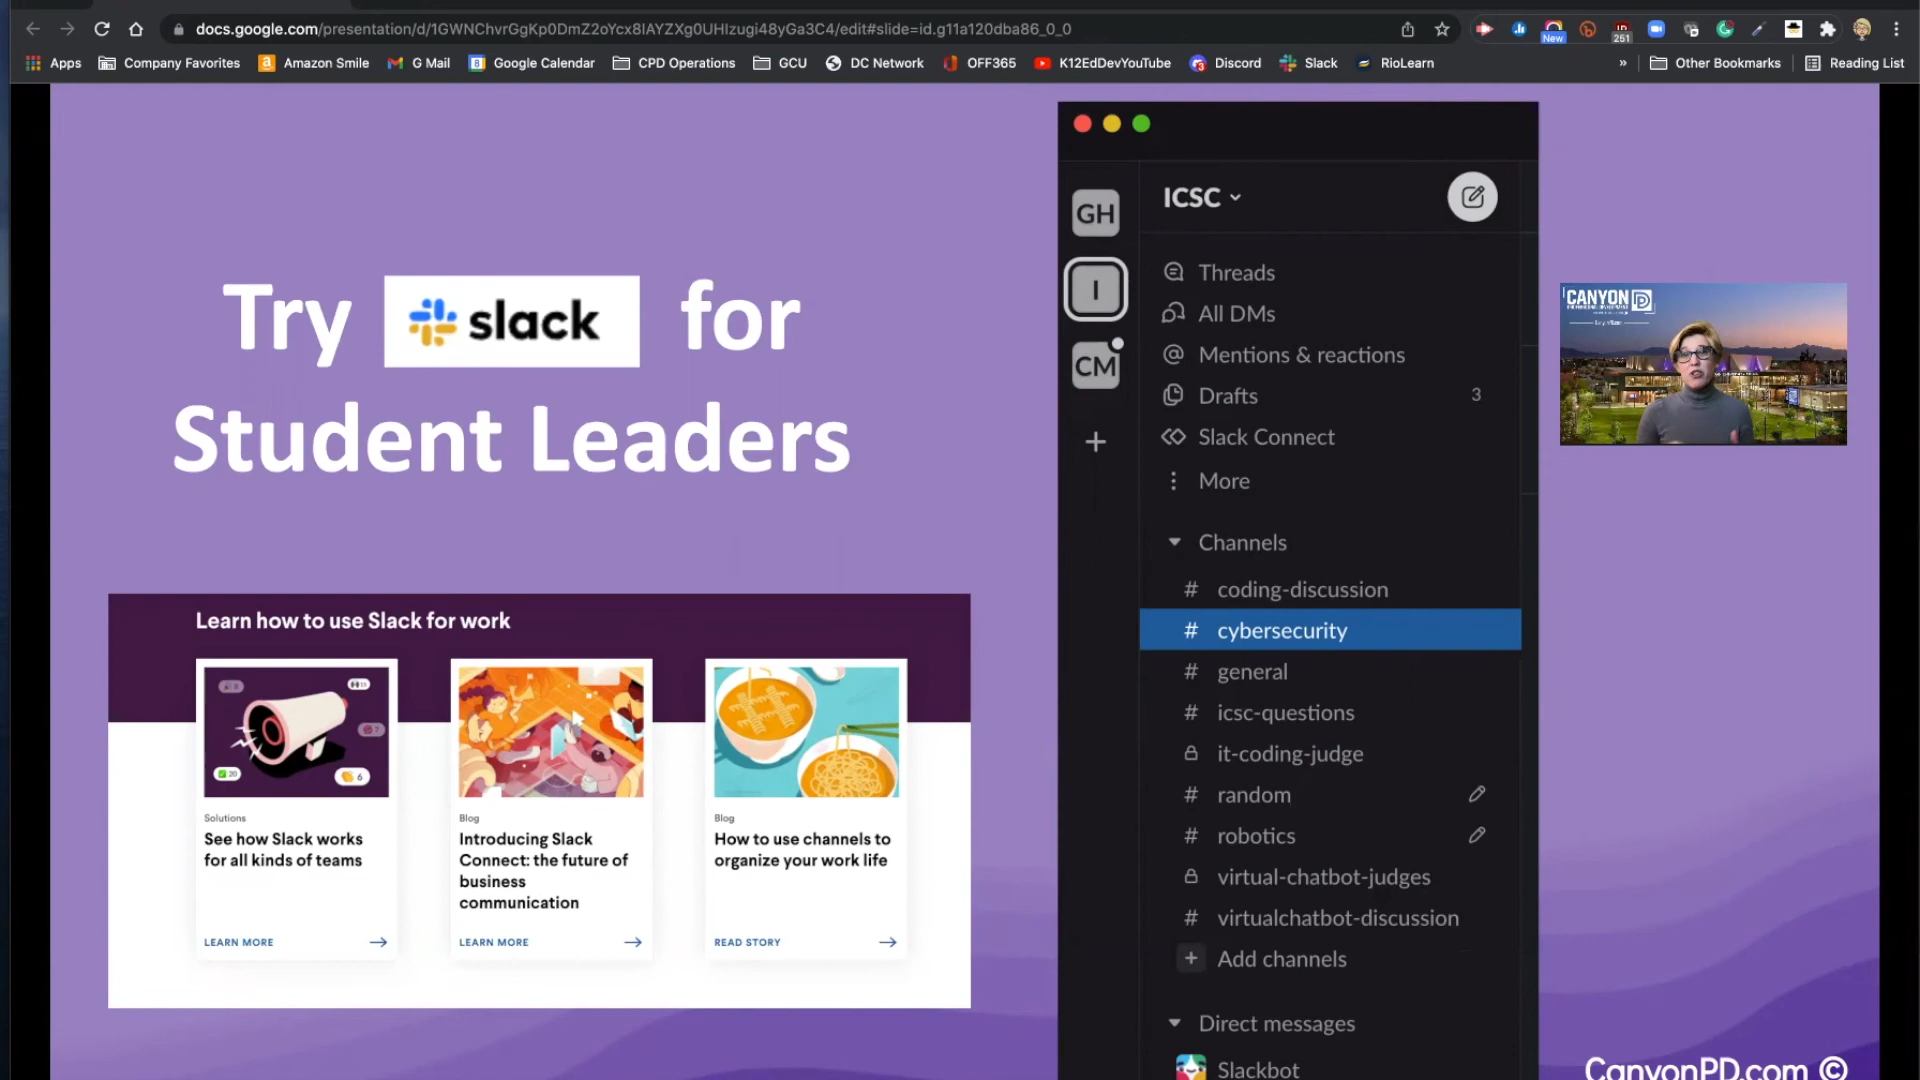 docs.google.com/presentation/d/1GWNChvrGgKp0DmZ2oYcx8IAYZXg0UHIzugi48yGa3C4/edit#slide=id.g11a120dba86_0_0
New
251
Apps
Company Favorites
Amazon Smile
G Mail
Google Calendar
CPD Operations
GCU
DC Network
OFF365
K12EdDevYouTube
Discord
Slack
RioLearn
»
Other Bookmarks
Reading List
Try slack for
Student Leaders
Learn how to use Slack for work
20
6
Solutions
See how Slack works
for all kinds of teams
LEARN MORE
Blog
Introducing Slack
Connect: the future of
business
communication
LEARN MORE
Blog
How to use channels to
organize your work life
READ STORY
GH
I
CM
+
ICSC
Threads
All DMs
Mentions & reactions
Drafts 3
Slack Connect
More
Channels
# coding-discussion
# cybersecurity
# general
# icsc-questions
it-coding-judge
# random
# robotics
virtual-chatbot-judges
# virtualchatbot-discussion
+ Add channels
Direct messages
Slackbot
CANYON PD
CanyonPD.com ©